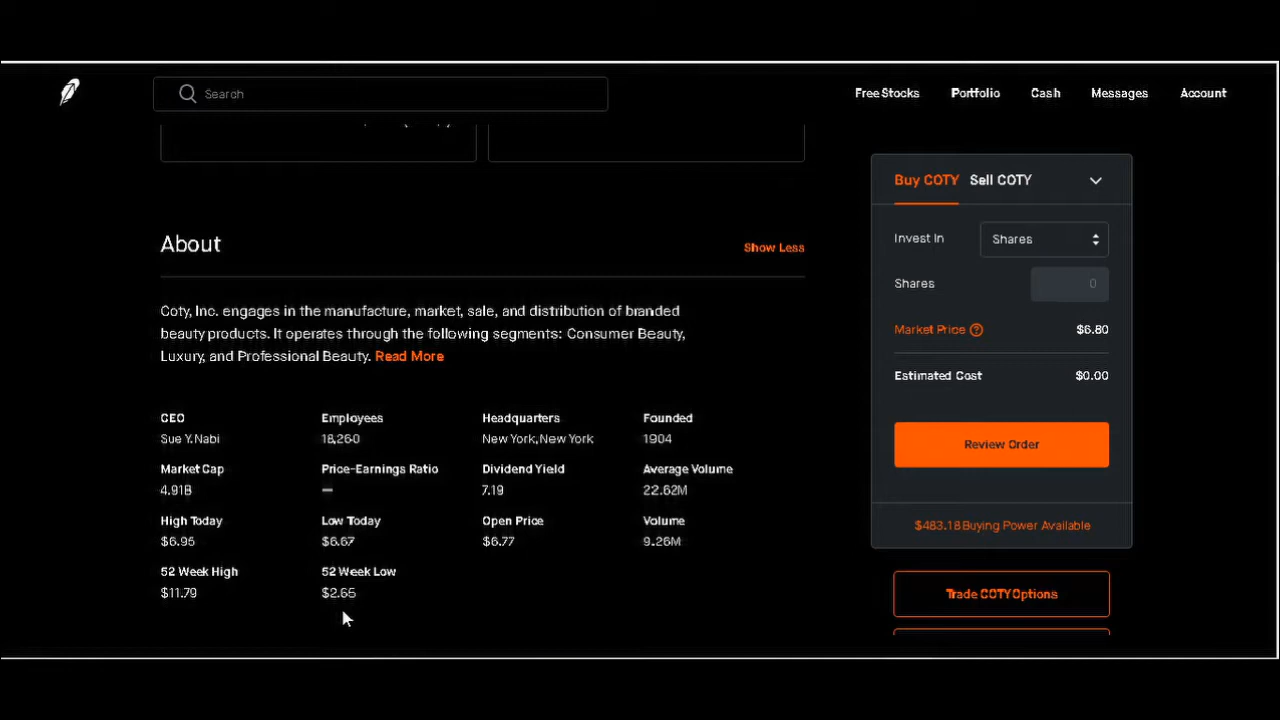 Search
Free Stocks
Portfolio
Cash
Messages
Account
About
Show Less
Coty, Inc. engages in the manufacture, market, sale, and distribution of branded
beauty products. It operates through the following segments: Consumer Beauty,
Luxury, and Professional Beauty. Read More
CEO
Sue Y. Nabi
Employees
18,260
Headquarters
New York, New York
Founded
1904
Market Cap
4.91B
Price-Earnings Ratio
—
Dividend Yield
7.19
Average Volume
22.62M
High Today
$6.95
Low Today
$6.67
Open Price
$6.77
Volume
9.26M
52 Week High
$11.79
52 Week Low
$2.65
Buy COTY
Sell COTY
Invest In
Shares
Shares
0
Market Price
$6.80
Estimated Cost
$0.00
Review Order
$483.18 Buying Power Available
Trade COTY Options